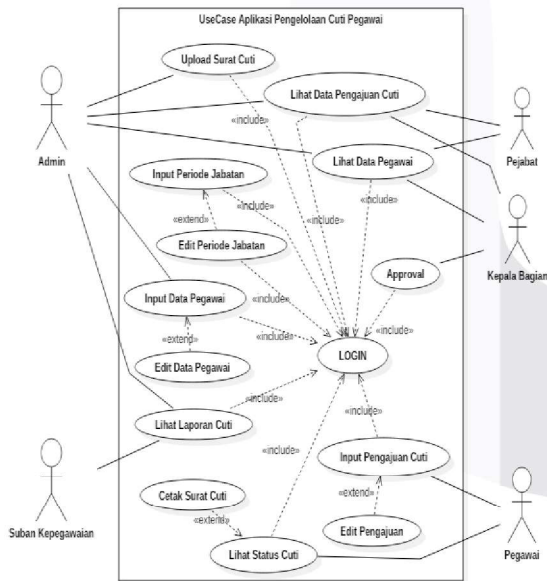 UseCase Aplikasi Pengelolaan Cuti Pegawai
Upload Surat Cuti
Lihat Data Pengajuan Cuti
«include»
«include»
Admin
Pejabat
Lihat Data Pegawai
Input Periode Jabatan
«include»
«include»
«extend»
Edit Periode Jabatan
Approval
Kepala Bagian
Input Data Pegawai
«include»
«include»
«include»
«extend»
LOGIN
Edit Data Pegawai
«include»
«include»
Lihat Laporan Cuti
«include»
Input Pengajuan Cuti
Suban Kepegawaian
Cetak Surat Cuti
«extend»
«extend»
Edit Pengajuan
Lihat Status Cuti
Pegawai